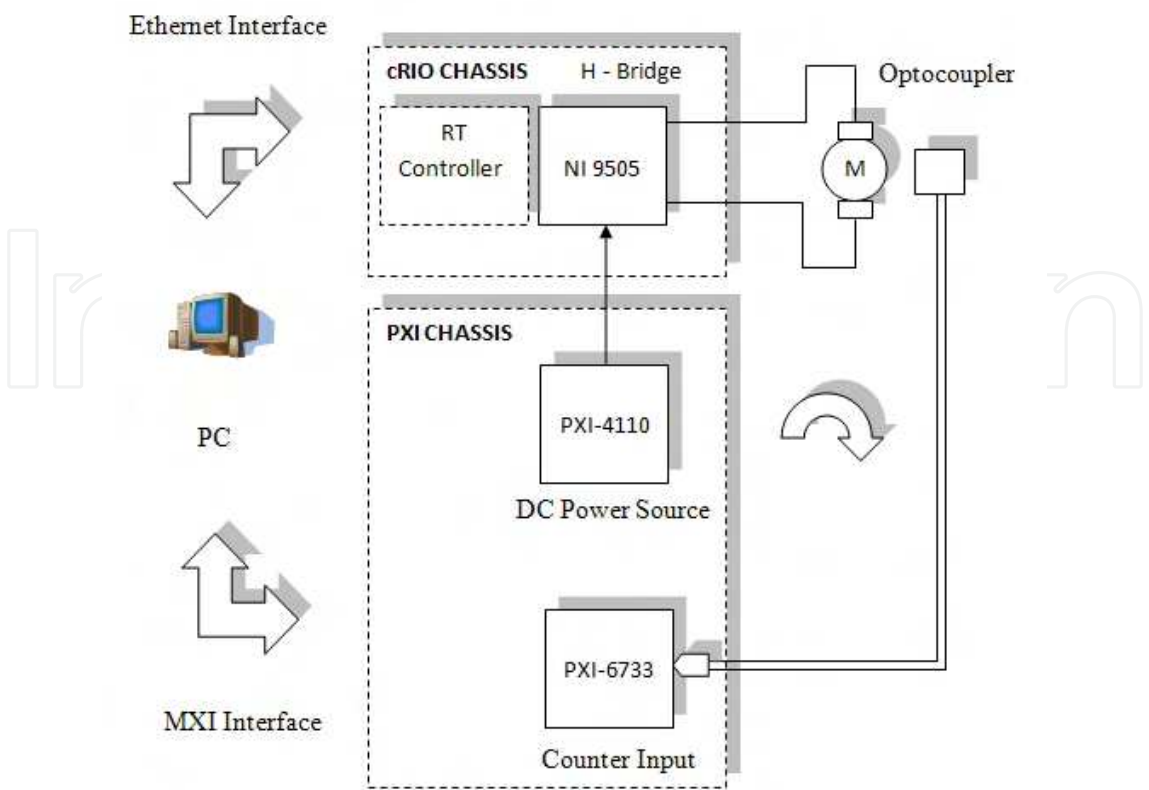 Ethernet Interface
cRIO CHASSIS
H - Bridge
Optocoupler
RT
Controller
NI 9505
M
PXI CHASSIS
PXI-4110
PC
DC Power Source
PXI-6733
MXI Interface
Counter Input